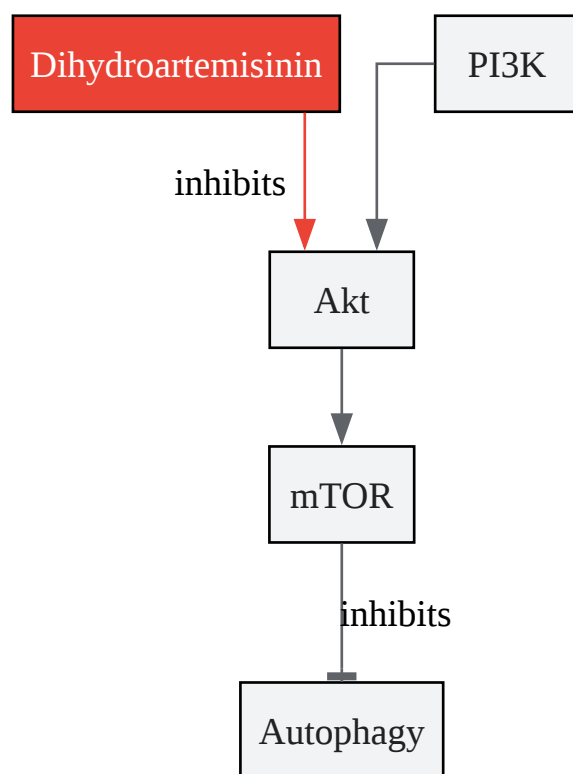 Dihydroartemisinin
PI3K
inhibits
Akt
mTOR
inhibits
Autophagy